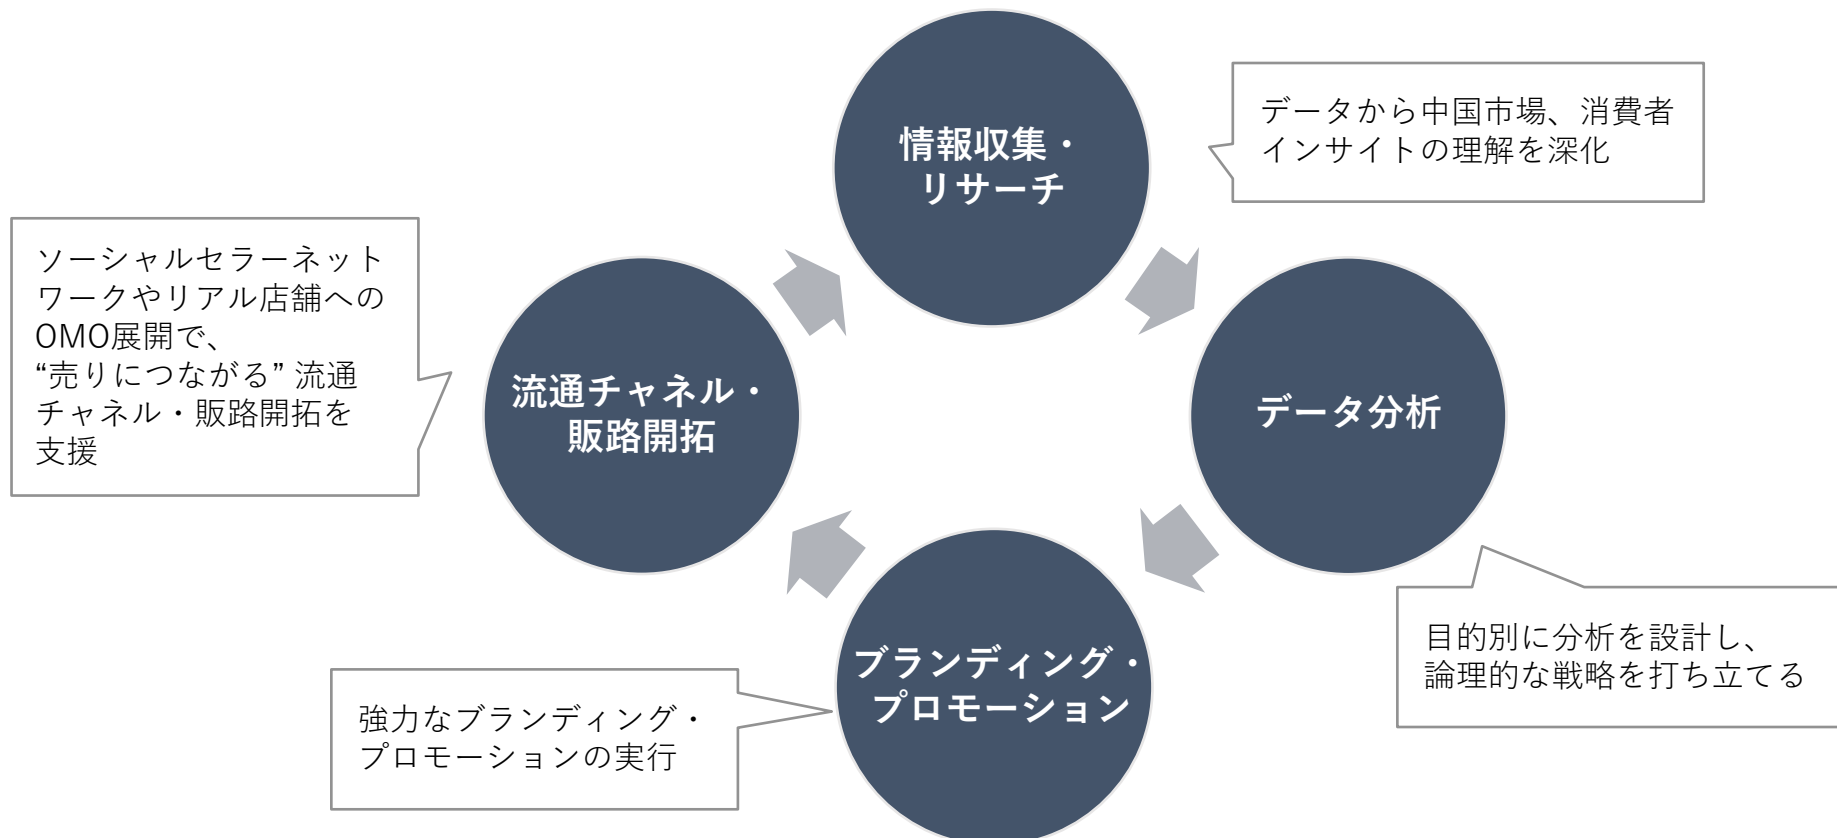 情報収集・
リサーチ
データから中国市場、消費者
インサイトの理解を深化
ソーシャルセラーネット
ワークやリアル店舗への
OMO展開で、
“売りにつながる” 流通
チャネル・販路開拓を
支援
流通チャネル・
販路開拓
データ分析
目的別に分析を設計し、
論理的な戦略を打ち立てる
ブランディング・
プロモーション
強力なブランディング・
プロモーションの実行